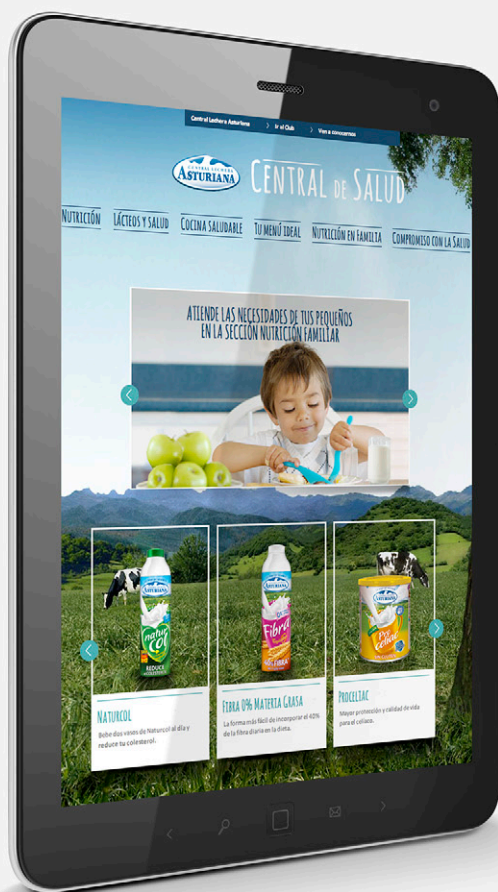 Central Lechera Asturiana
Ir al Club
Ven a conocernos
CENTRAL LECHERA
ASTURIANA
CENTRAL DE SALUD
NUTRICIÓN
LÁCTEOS Y SALUD
COCINA SALUDABLE
TU MENÚ IDEAL
NUTRICIÓN EN FAMILIA
COMPROMISO CON LA SALUD
ATIENDE LAS NECESIDADES DE TUS PEQUEÑOS
EN LA SECCIÓN NUTRICIÓN FAMILIAR
ASTURIANA
natur
col
REDUCE
ASTURIANA
Fibra
ASTURIANA
Pro
Celiac
NATURCOL
Bebe dos vasos de Naturcol al día y
reduce tu colesterol.
FIBRA 0% MATERIA GRASA
La forma más fácil de incorporar el 40%
de la fibra diaria en la dieta.
PROCELIAC
Mayor protección y calidad de vida
para el celíaco.